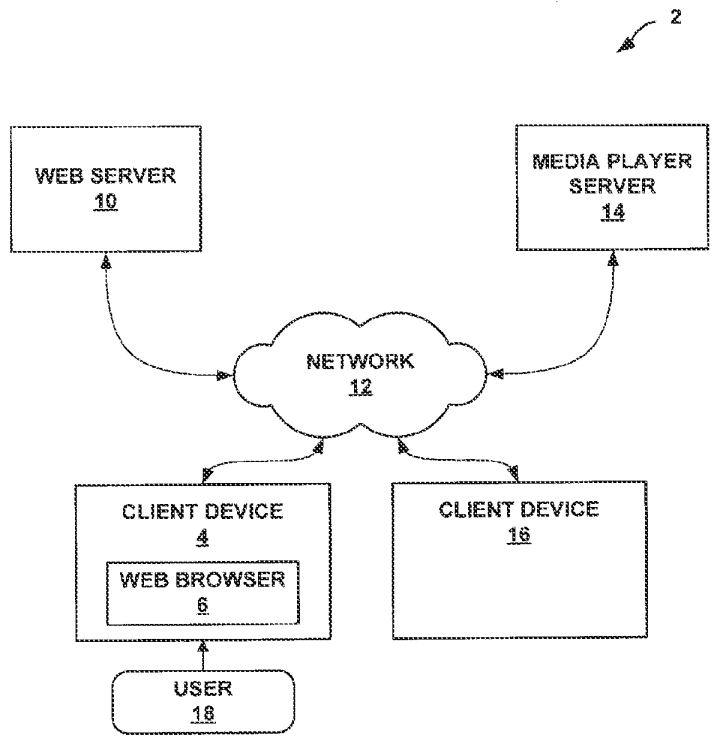 2
WEB SERVER
10
MEDIA PLAYER
SERVER
14
NETWORK
12
CLIENT DEVICE
4
WEB BROWSER
6
CLIENT DEVICE
16
USER
18